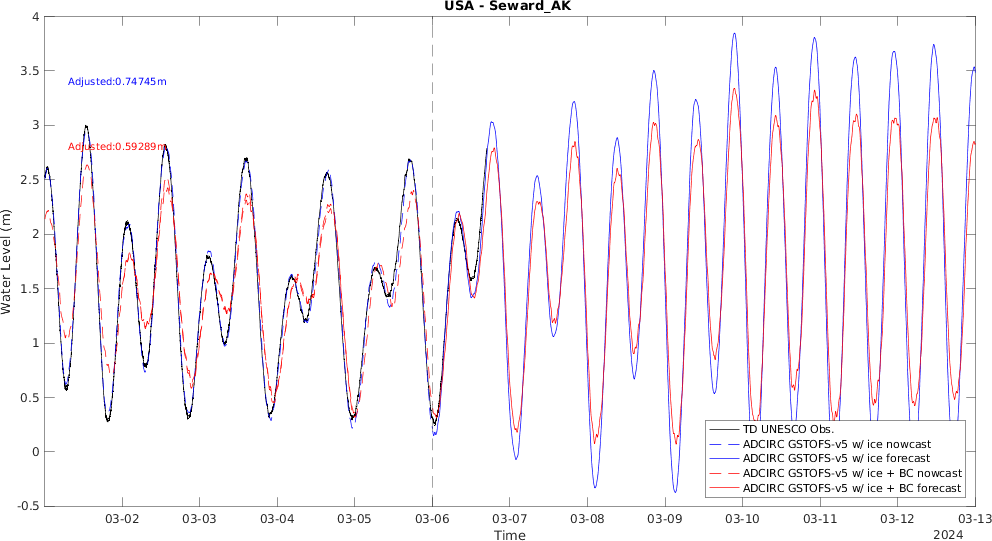 USA - Seward_AK
4
3.5
3
2.5
2
1.5
1
0.5
0
-0.5
Water Level (m)
Adjusted:0.74745m
Adjusted:0.59289m
TD UNESCO Obs.
ADCIRC GSTOFS-v5 w/ ice nowcast
ADCIRC GSTOFS-v5 w/ ice forecast
ADCIRC GSTOFS-v5 w/ ice + BC nowcast
ADCIRC GSTOFS-v5 w/ ice + BC forecast
03-02 03-03 03-04 03-05 03-06 03-07 03-08 03-09 03-10 03-11 03-12 03-13
Time
2024